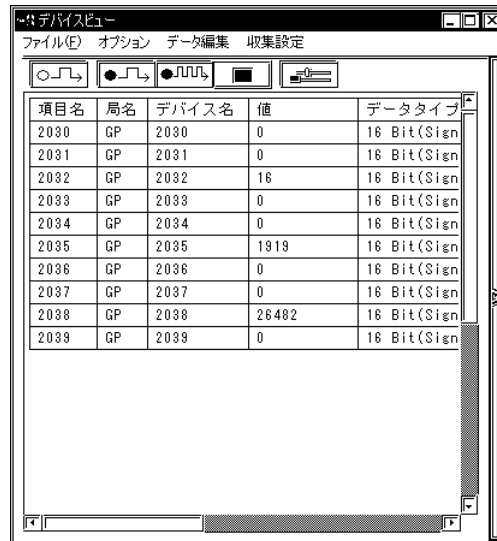 デバイスビュー
ファイル(F) オプション データ編集 収集設定
項目名 局名 デバイス名 値 データタイプ
2030 GP 2030 0 16 Bit(Sign
2031 GP 2031 0 16 Bit(Sign
2032 GP 2032 16 16 Bit(Sign
2033 GP 2033 0 16 Bit(Sign
2034 GP 2034 0 16 Bit(Sign
2035 GP 2035 1919 16 Bit(Sign
2036 GP 2036 0 16 Bit(Sign
2037 GP 2037 0 16 Bit(Sign
2038 GP 2038 26482 16 Bit(Sign
2039 GP 2039 0 16 Bit(Sign